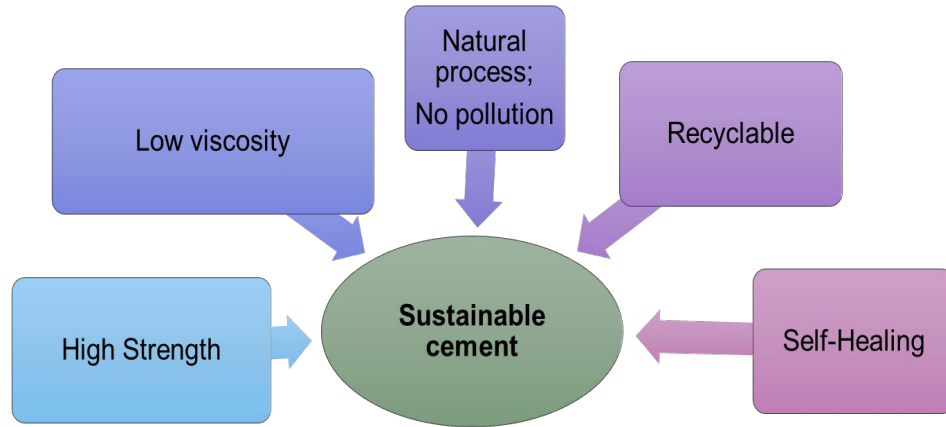 Natural
process;
No pollution
Low viscosity
Recyclable
High Strength
Sustainable
cement
Self-Healing